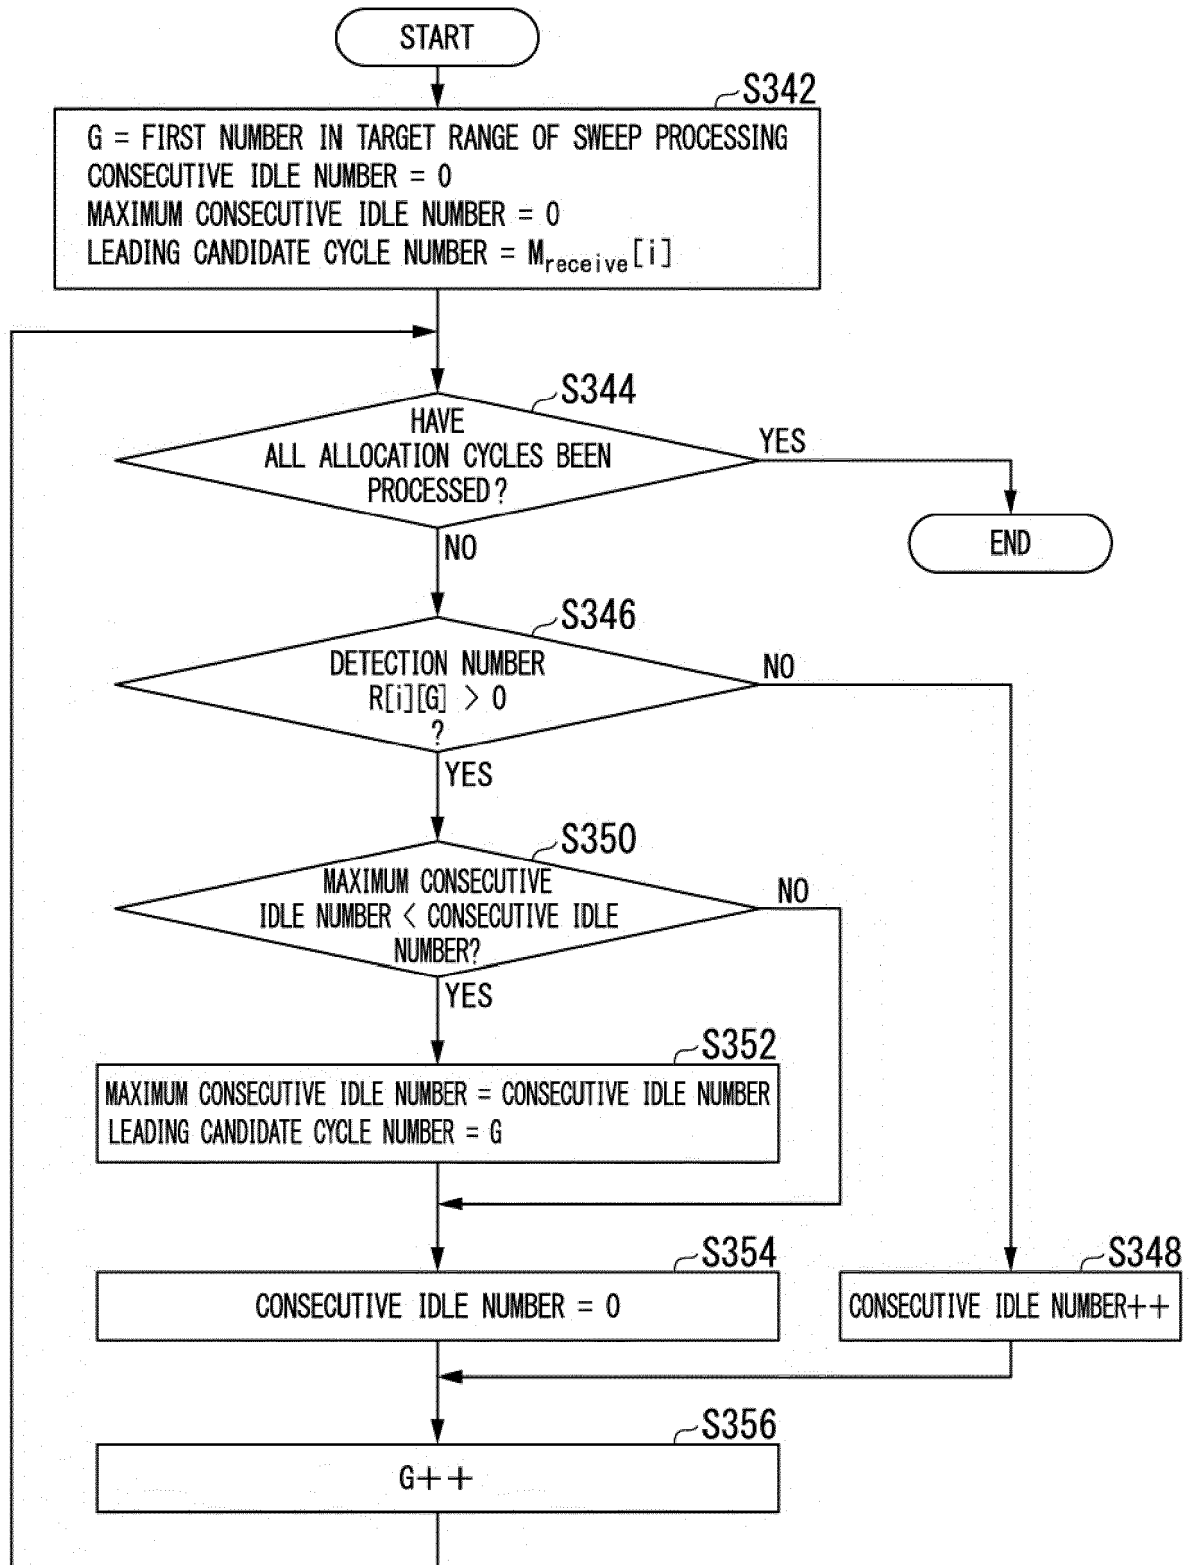 START
S342
G = FIRST NUMBER IN TARGET RANGE OF SWEEP PROCESSING
CONSECUTIVE IDLE NUMBER = 0
MAXIMUM CONSECUTIVE IDLE NUMBER = 0
LEADING CANDIDATE CYCLE NUMBER = Mreceive[i]
S344
HAVE
ALL ALLOCATION CYCLES BEEN
PROCESSED?
YES
END
NO
S346
DETECTION NUMBER
R[i][G] > 0
?
NO
YES
S350
MAXIMUM CONSECUTIVE
IDLE NUMBER < CONSECUTIVE IDLE
NUMBER?
NO
YES
S352
MAXIMUM CONSECUTIVE IDLE NUMBER = CONSECUTIVE IDLE NUMBER
LEADING CANDIDATE CYCLE NUMBER = G
S354
CONSECUTIVE IDLE NUMBER = 0
S348
CONSECUTIVE IDLE NUMBER++
S356
G++